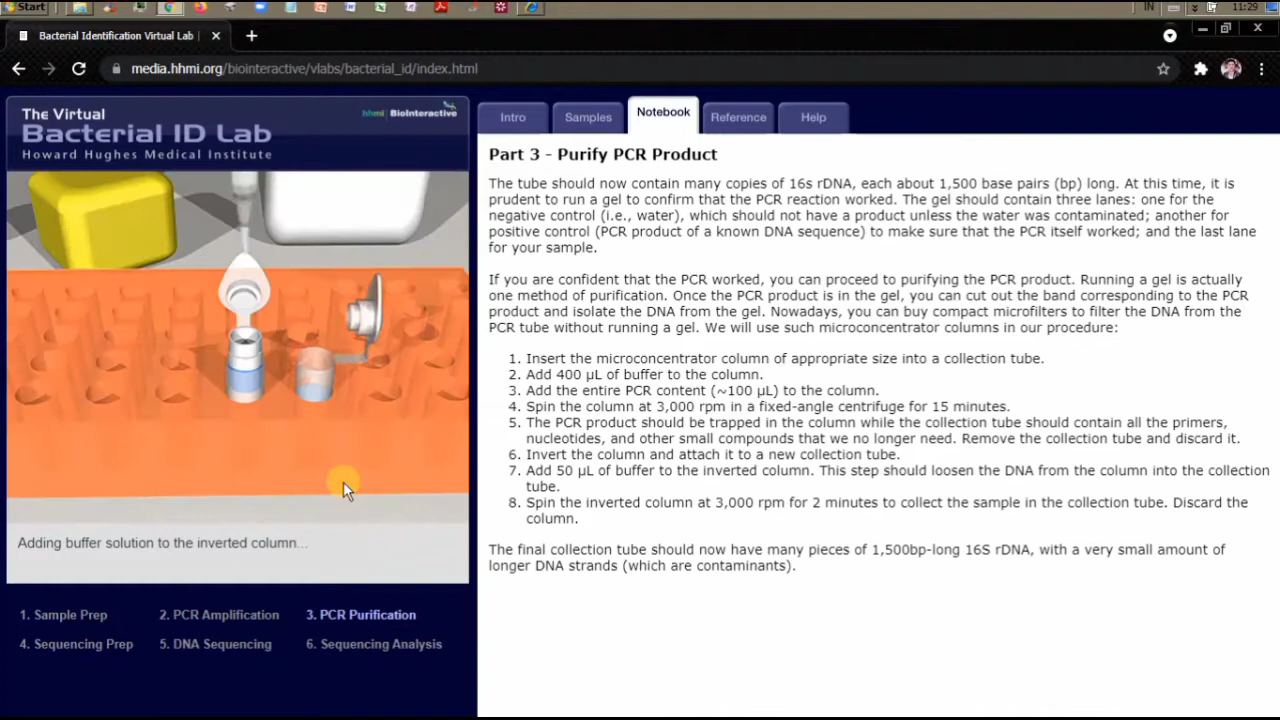 Start
IN
11:29
Bacterial Identification Virtual Lab |
media.hhmi.org/biointeractive/vlabs/bacterial_id/index.html
The Virtual
Bacterial ID Lab
Howard Hughes Medical Institute
hhmi BioInteractive
Intro
Samples
Notebook
Reference
Help
Part 3 - Purify PCR Product
The tube should now contain many copies of 16s rDNA, each about 1,500 base pairs (bp) long. At this time, it is
prudent to run a gel to confirm that the PCR reaction worked. The gel should contain three lanes: one for the
negative control (i.e., water), which should not have a product unless the water was contaminated; another for
positive control (PCR product of a known DNA sequence) to make sure that the PCR itself worked; and the last lane
for your sample.
If you are confident that the PCR worked, you can proceed to purifying the PCR product. Running a gel is actually
one method of purification. Once the PCR product is in the gel, you can cut out the band corresponding to the PCR
product and isolate the DNA from the gel. Nowadays, you can buy compact microfilters to filter the DNA from the
PCR tube without running a gel. We will use such microconcentrator columns in our procedure:
1. Insert the microconcentrator column of appropriate size into a collection tube.
2. Add 400 µL of buffer to the column.
3. Add the entire PCR content (~100 µL) to the column.
4. Spin the column at 3,000 rpm in a fixed-angle centrifuge for 15 minutes.
5. The PCR product should be trapped in the column while the collection tube should contain all the primers,
nucleotides, and other small compounds that we no longer need. Remove the collection tube and discard it.
6. Invert the column and attach it to a new collection tube.
7. Add 50 µL of buffer to the inverted column. This step should loosen the DNA from the column into the collection
tube.
8. Spin the inverted column at 3,000 rpm for 2 minutes to collect the sample in the collection tube. Discard the
column.
The final collection tube should now have many pieces of 1,500bp-long 16S rDNA, with a very small amount of
longer DNA strands (which are contaminants).
Adding buffer solution to the inverted column...
1. Sample Prep
2. PCR Amplification
3. PCR Purification
4. Sequencing Prep
5. DNA Sequencing
6. Sequencing Analysis